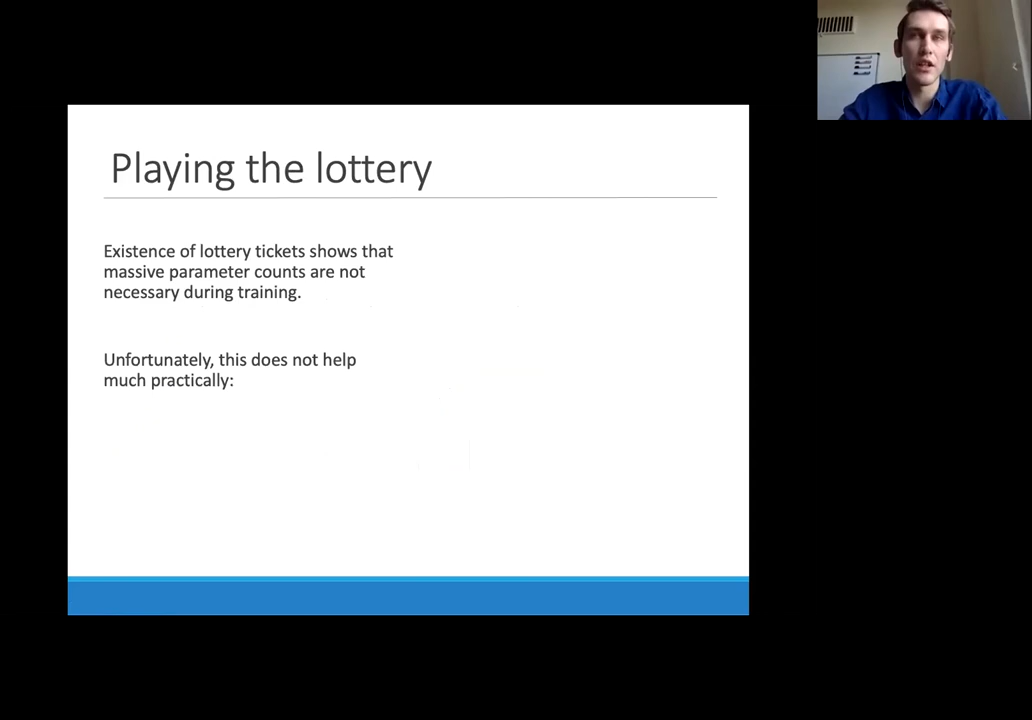 Playing the lottery
Existence of lottery tickets shows that
massive parameter counts are not
necessary during training.
Unfortunately, this does not help
much practically: